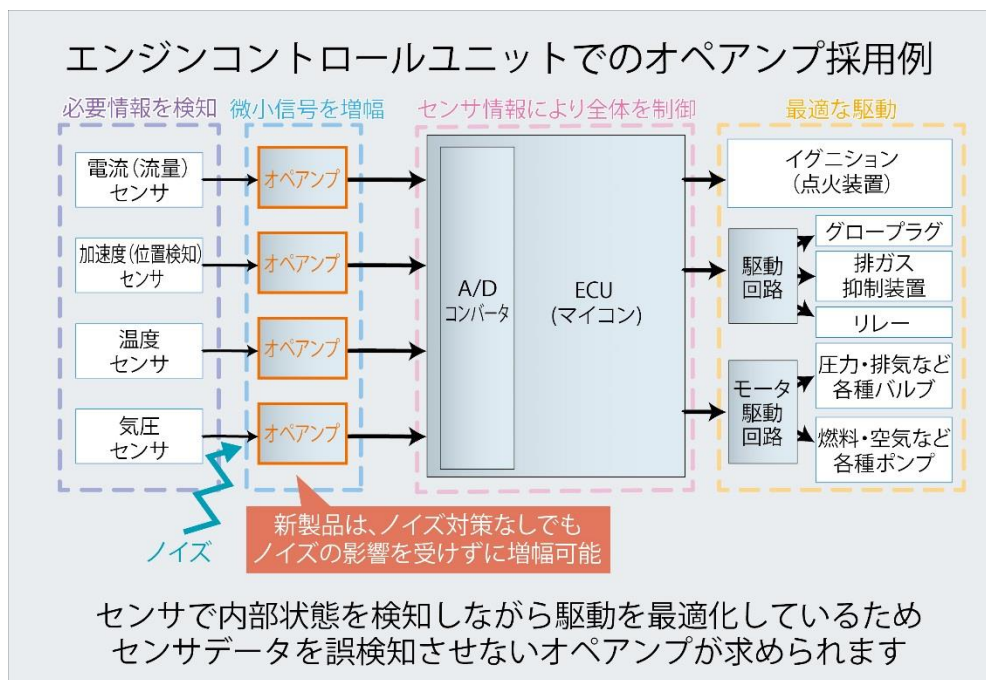 エンジンコントロールユニットでのオペアンプ採用例
必要情報を検知
微小信号を増幅
センサ情報により全体を制御
最適な駆動
電流(流量)
センサ
オペアンプ
加速度(位置検知)
センサ
オペアンプ
温度
センサ
オペアンプ
気圧
センサ
オペアンプ
ノイズ
新製品は、ノイズ対策なしでも
ノイズの影響を受けずに増幅可能
A/D
コンバータ
ECU
(マイコン)
イグニション
(点火装置)
駆動
回路
グロープラグ
排ガス
抑制装置
リレー
モータ
駆動
回路
圧力・排気など
各種バルブ
燃料・空気など
各種ポンプ
センサで内部状態を検知しながら駆動を最適化しているため
センサデータを誤検知させないオペアンプが求められます